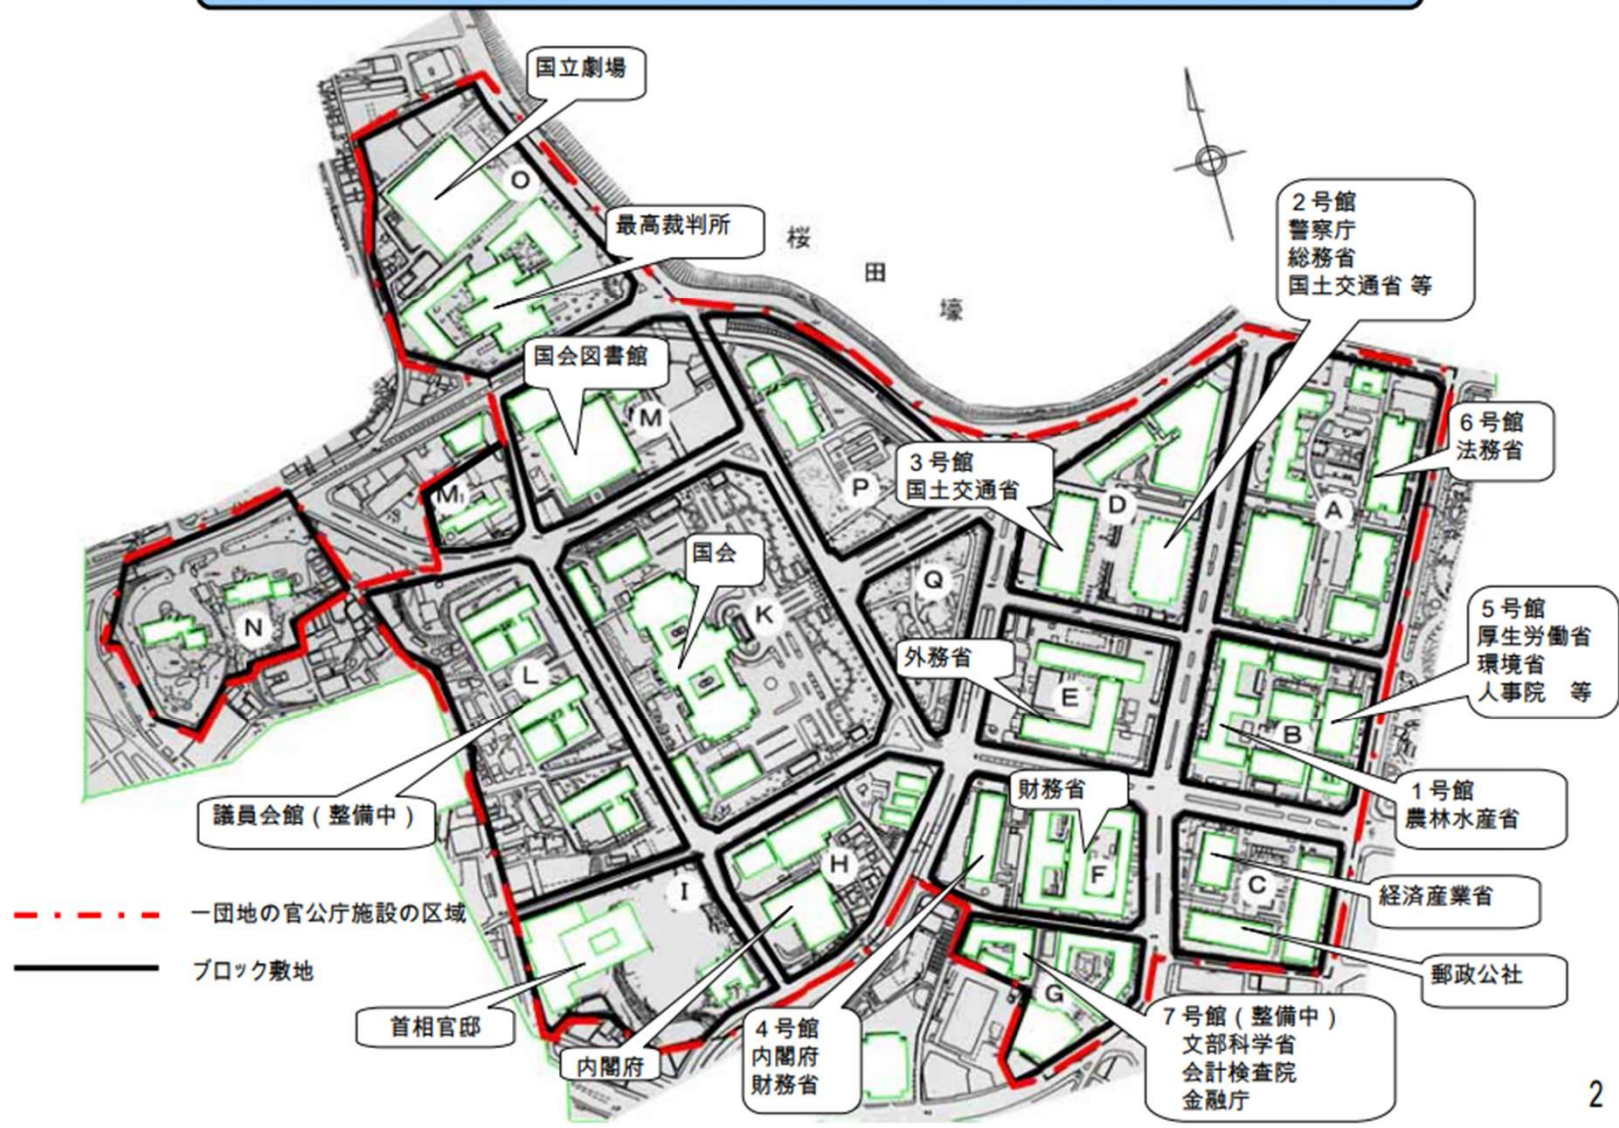 国立劇場
O
最高裁判所
桜
田
壕
2号館
警察庁
総務省
国土交通省 等
国会図書館
M
6号館
法務省
3号館
国土交通省
P
D
A
M₁
国会
Q
K
N
外務省
5号館
厚生労働省
環境省
人事院 等
L
E
B
議員会館(整備中)
財務省
1号館
農林水産省
H
F
C
I
経済産業省
一団地の官公庁施設の区域
ブロック敷地
郵政公社
G
首相官邸
内閣府
4号館
内閣府
財務省
7号館(整備中)
文部科学省
会計検査院
金融庁
2